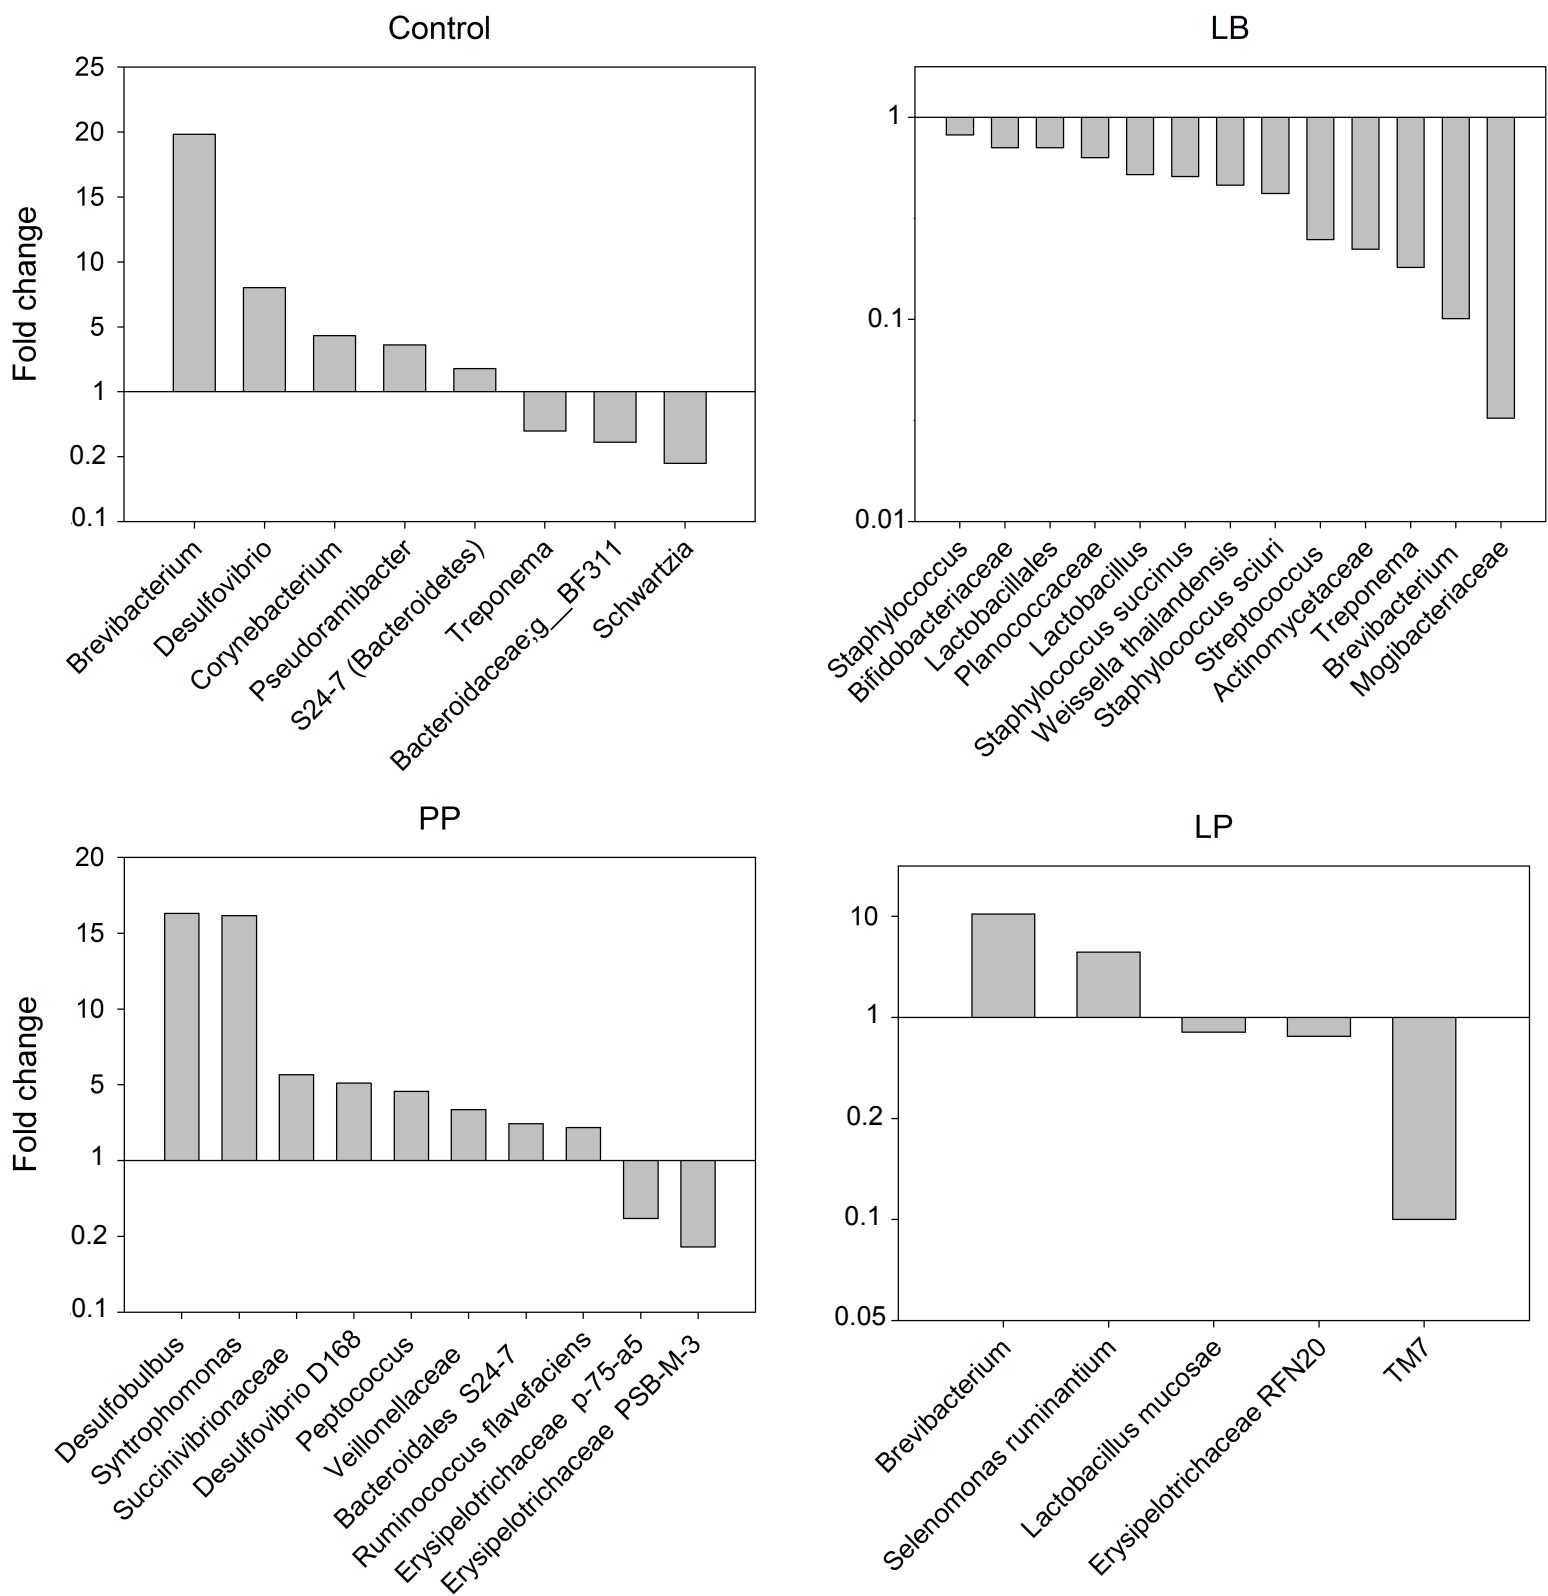 Control
25
20
15
10
5
1
0.2
0.1
Fold change
Brevibacterium
Desulfovibrio
Corynebacterium
Pseudoramibacter
S24-7 (Bacteroidetes)
Treponema
Bacteroidaceae;g__BF311
Schwartzia
LB
1
0.1
0.01
Staphylococcus
Bifidobacteriaceae
Lactobacillales
Planococcaceae
Lactobacillus
Staphylococcus succinus
Weissella thailandensis
Staphylococcus sciuri
Streptococcus
Actinomycetaceae
Treponema
Brevibacterium
Mogibacteriaceae
PP
20
15
10
5
1
0.2
0.1
Fold change
Desulfobulbus
Syntrophomonas
Succinivibrionaceae
Desulfovibrio D168
Peptococcus
Veillonellaceae
Bacteroidales S24-7
Ruminococcus flavefaciens
Erysipelotrichaceae p-75-a5
Erysipelotrichaceae PSB-M-3
LP
10
1
0.2
0.1
0.05
Brevibacterium
Selenomonas ruminantium
Lactobacillus mucosae
Erysipelotrichaceae RFN20
TM7